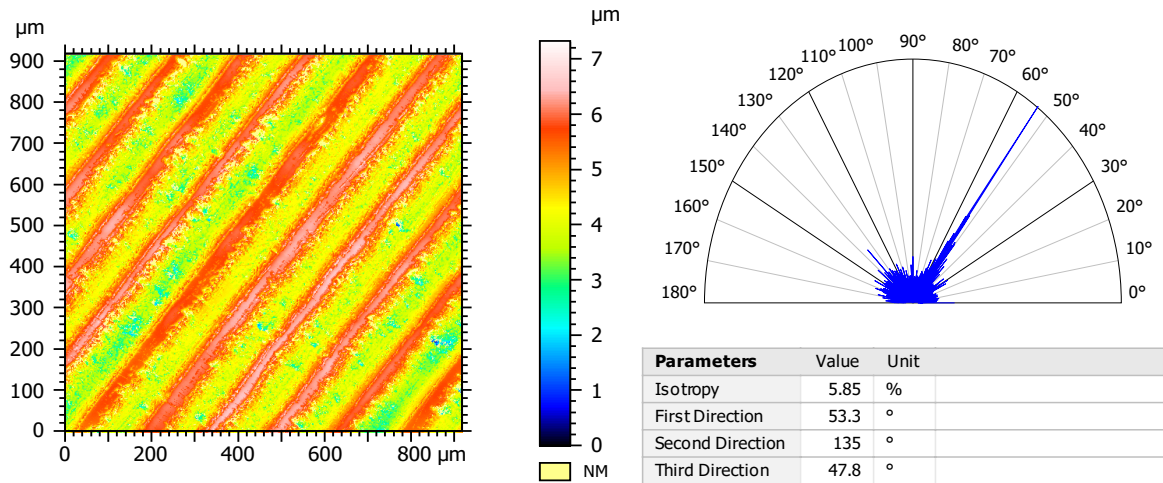 µm
900
800
700
600
500
400
300
200
100
0
0 200 400 600 800 µm
µm
7
6
5
4
3
2
1
0
NM
180° 170° 160° 150° 140° 130° 120° 110° 100° 90° 80° 70° 60° 50° 40° 30° 20° 10° 0°
Parameters Value Unit
Isotropy 5.85 %
First Direction 53.3 °
Second Direction 135 °
Third Direction 47.8 °